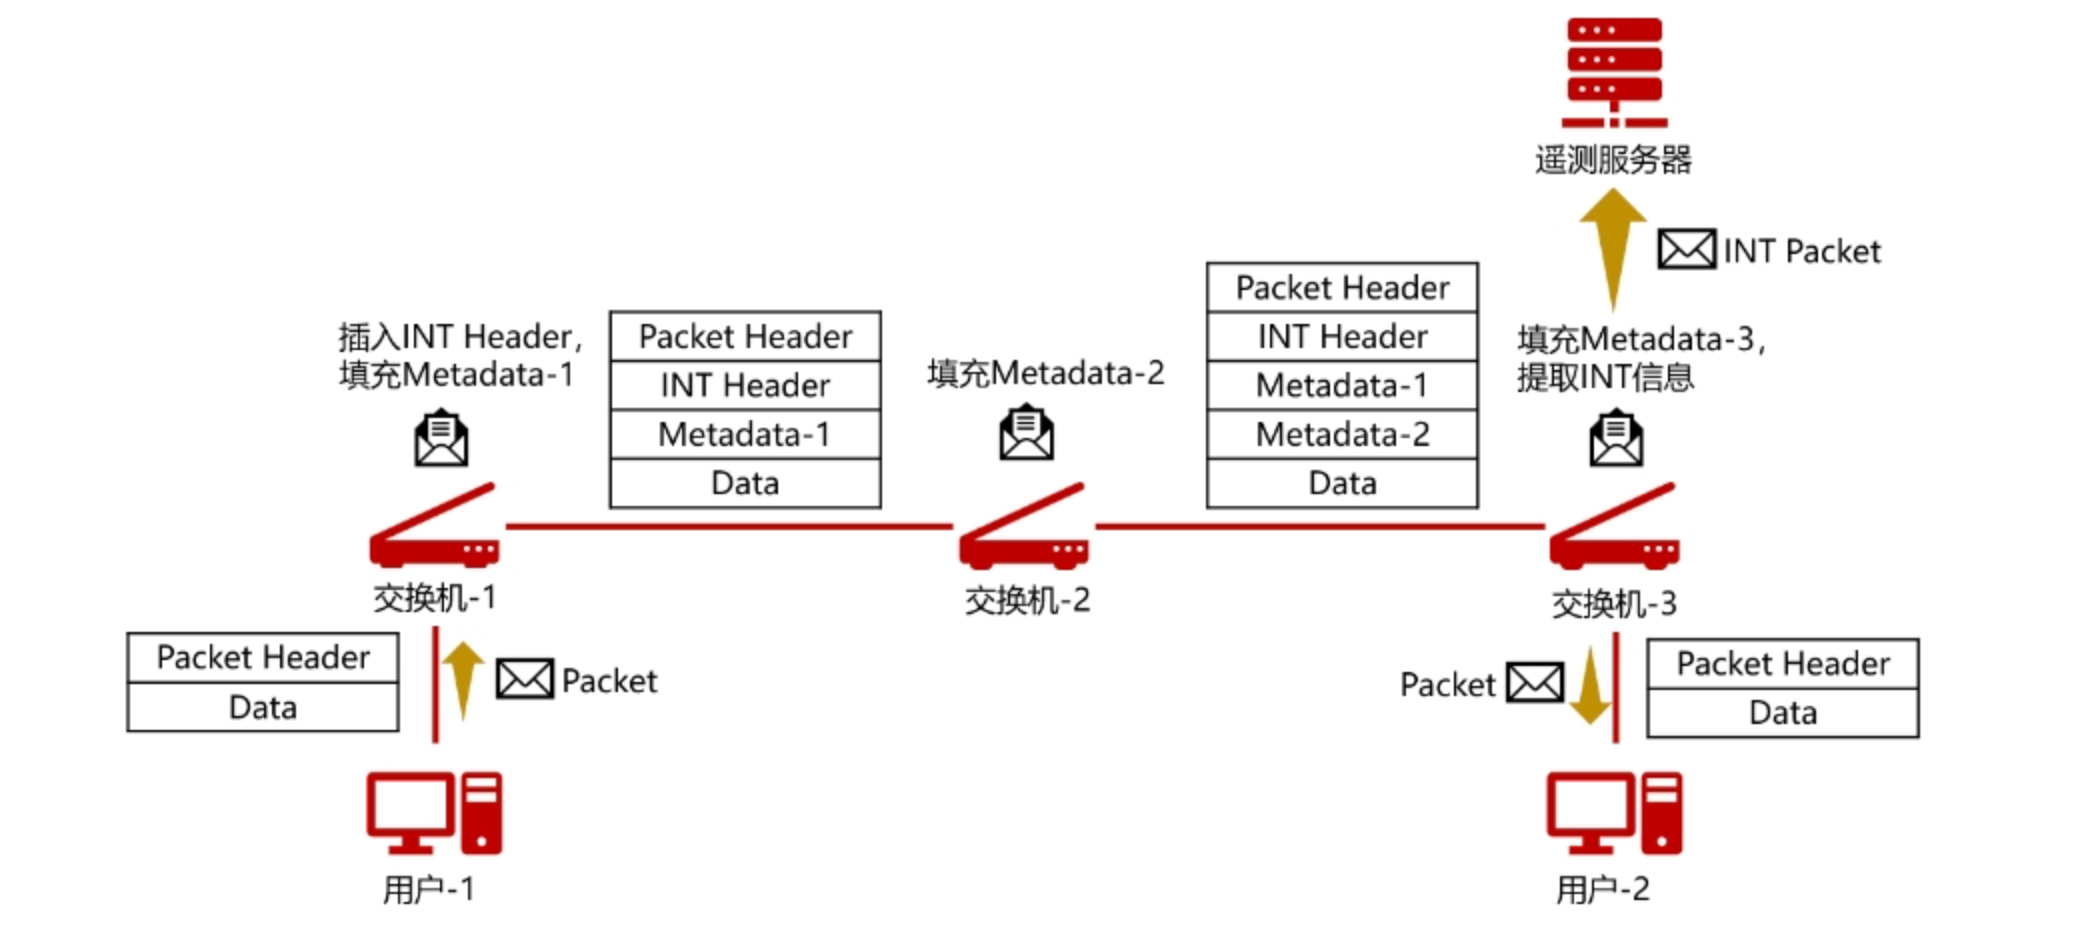 遥测服务器
INT Packet
插入INT Header,
填充Metadata-1
Packet Header
INT Header
Metadata-1
Data
填充Metadata-2
Packet Header
INT Header
Metadata-1
Metadata-2
Data
填充Metadata-3,
提取INT信息
交换机-1
交换机-2
交换机-3
Packet Header
Data
Packet
Packet
Packet Header
Data
用户-1
用户-2